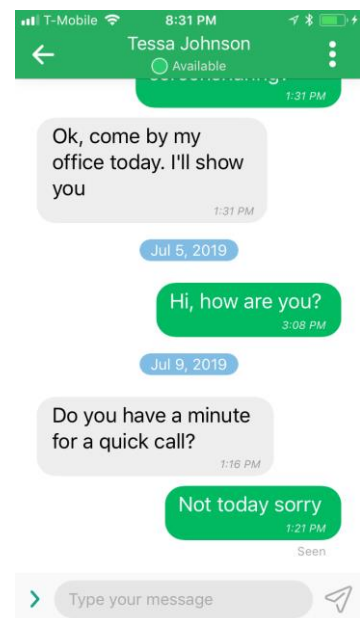 T-Mobile 8:31 PM
Tessa Johnson
Available
screensharing?
1:31 PM
Ok, come by my
office today. I'll show
you
1:31 PM
Jul 5, 2019
Hi, how are you?
3:08 PM
Jul 9, 2019
Do you have a minute
for a quick call?
1:16 PM
Not today sorry
1:21 PM
Seen
Type your message